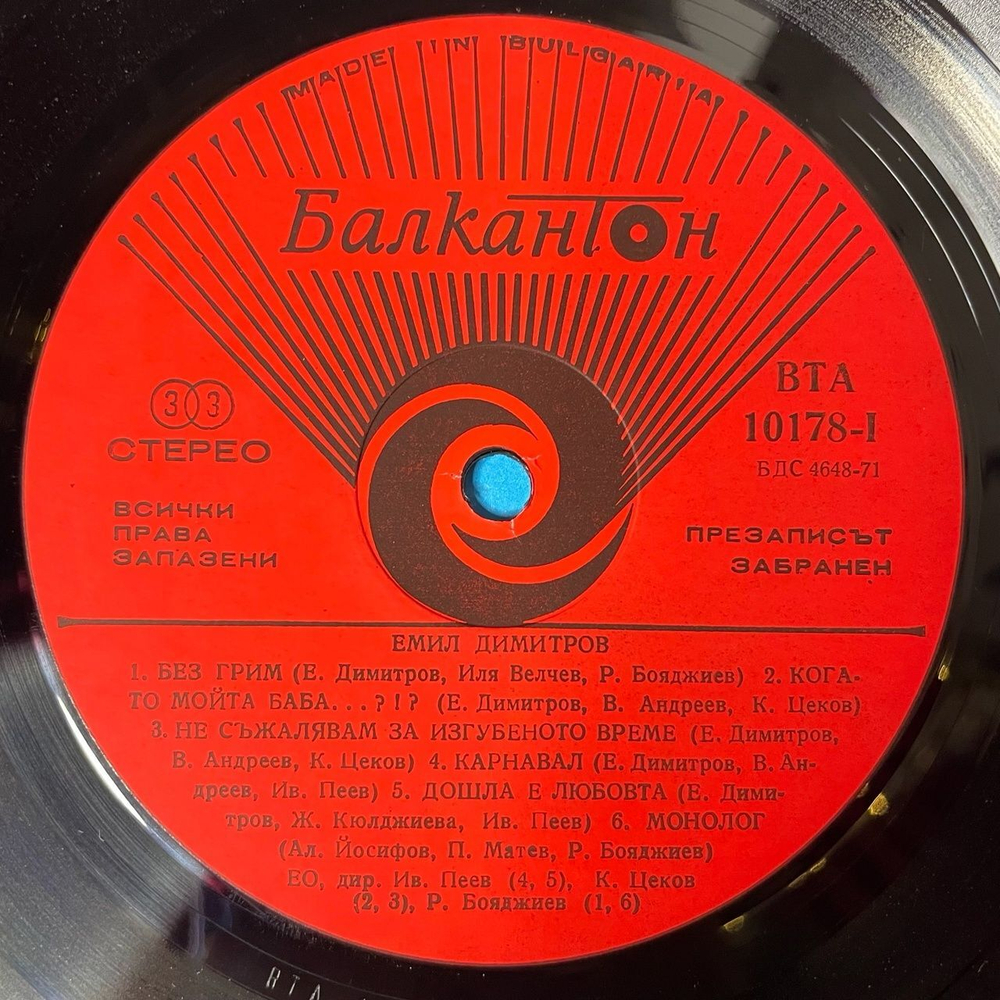 MADE IN BULGARIA
Балкантон
33
СТЕРЕО
ВТА
10178-I
БДС 4648-71
ВСИЧКИ
ПРАВА
ЗАПАЗЕНИ
ПРЕЗАПИСЪТ
ЗАБРАНЕН
ЕМИЛ ДИМИТРОВ
1. БЕЗ ГРИМ (Е. Димитров, Иля Велчев, Р. Бояджиев) 2. КОГА-
ТО МОЙТА БАБА...?!? (Е. Димитров, В. Андреев, К. Цеков)
3. НЕ СЪЖАЛЯВАМ ЗА ИЗГУБЕНОТО ВРЕМЕ (Е. Димитров,
В. Андреев, К. Цеков) 4. КАРНАВАЛ (Е. Димитров, В. Ан-
дреев, Ив. Пеев) 5. ДОШЛА Е ЛЮБОВТА (Е. Дими-
тров, Ж. Кюлджиева, Ив. Пеев) 6. МОНОЛОГ
(Ал. Йосифов, П. Матев, Р. Бояджиев)
ЕО, дир. Ив. Пеев (4, 5), К. Цеков
(2, 3), Р. Бояджиев (1, 6)
ВТА